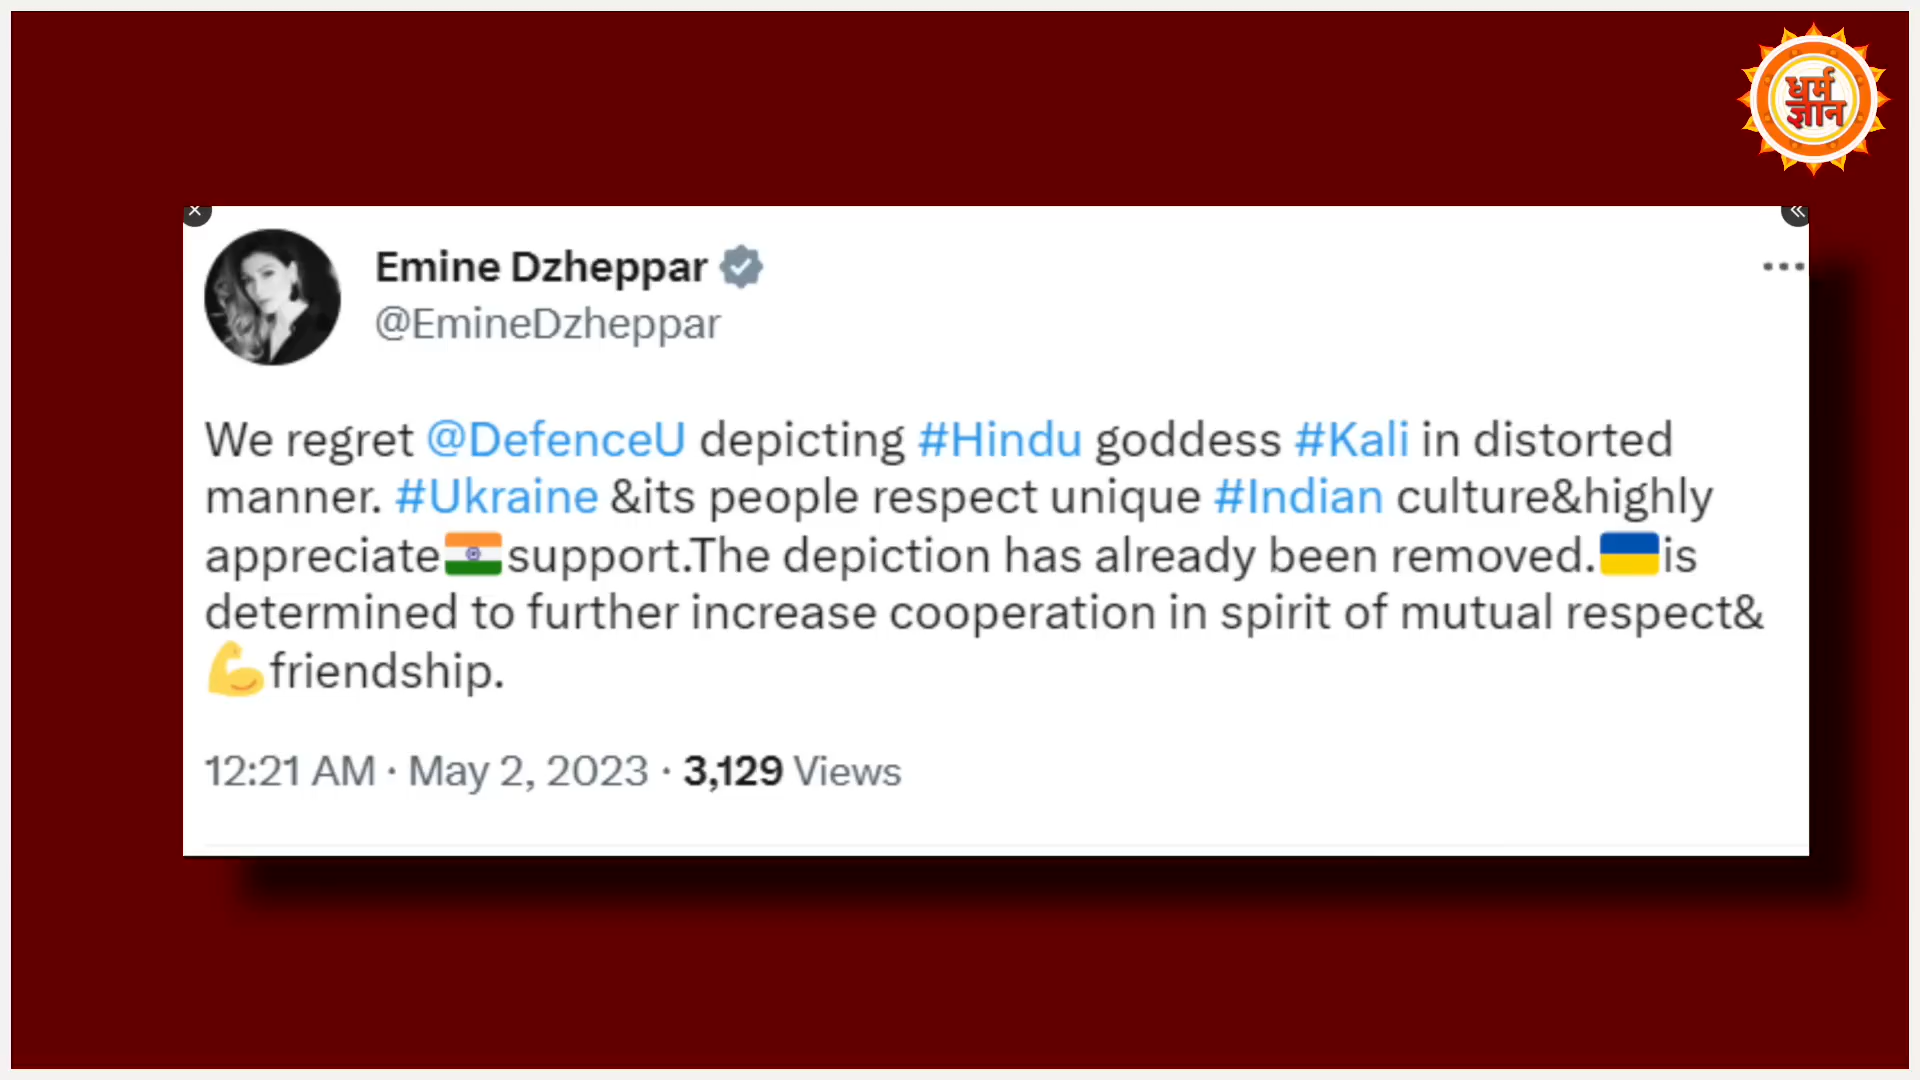 धर्म
ज्ञान
Emine Dzheppar
@EmineDzheppar
We regret @DefenceU depicting #Hindu goddess #Kali in distorted
manner. #Ukraine &its people respect unique #Indian culture&highly
appreciate🇮🇳support.The depiction has already been removed.🇺🇦is
determined to further increase cooperation in spirit of mutual respect&
💪friendship.
12:21 AM · May 2, 2023 · 3,129 Views